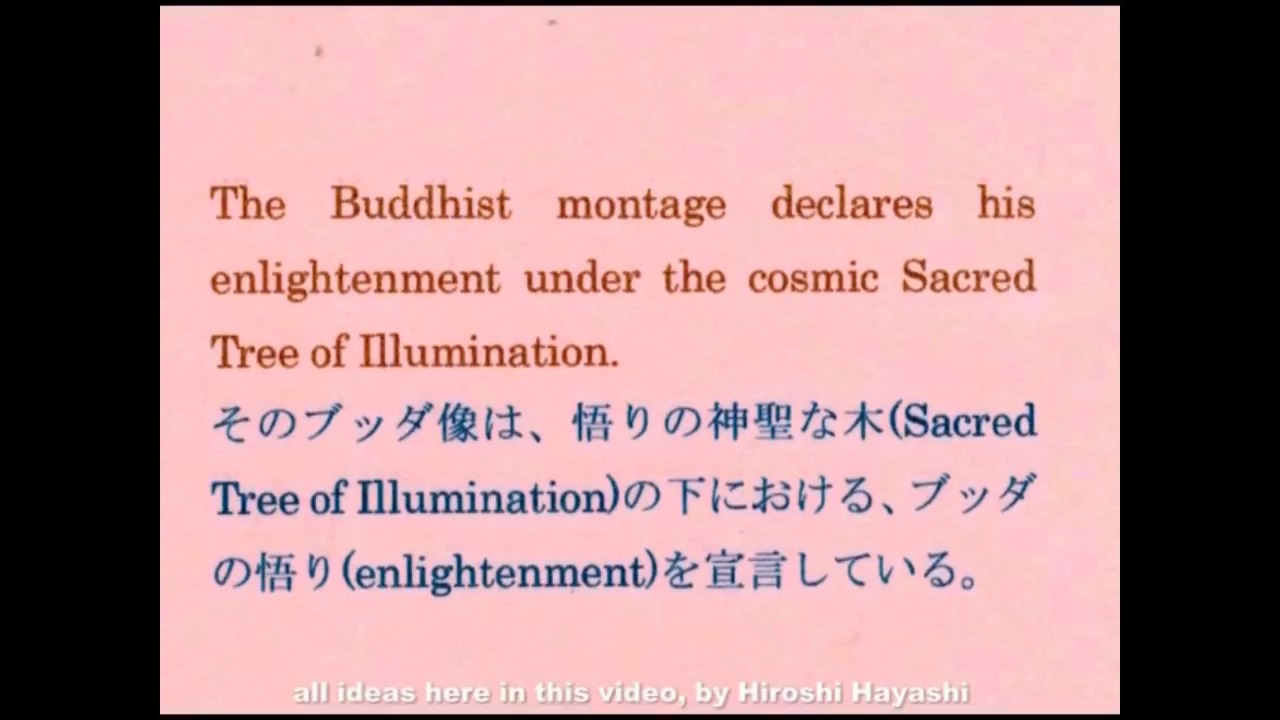 The Buddhist montage declares his
enlightenment under the cosmic Sacred
Tree of Illumination.
そのブッダ像は、悟りの神聖な木(Sacred
Tree of Illumination)の下における、ブッダ
の悟り(enlightenment)を宣言している。
all ideas here in this video, by Hiroshi Hayashi